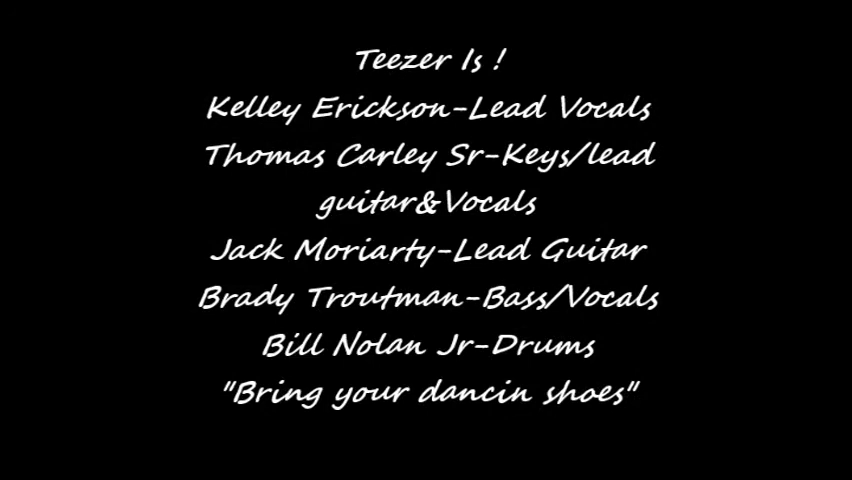 Teezer Is !
Kelley Erickson-Lead Vocals
Thomas Carley Sr-Keys/lead
guitar&Vocals
Jack Moriarty-Lead Guitar
Brady Troutman-Bass/Vocals
Bill Nolan Jr-Drums
"Bring your dancin shoes"